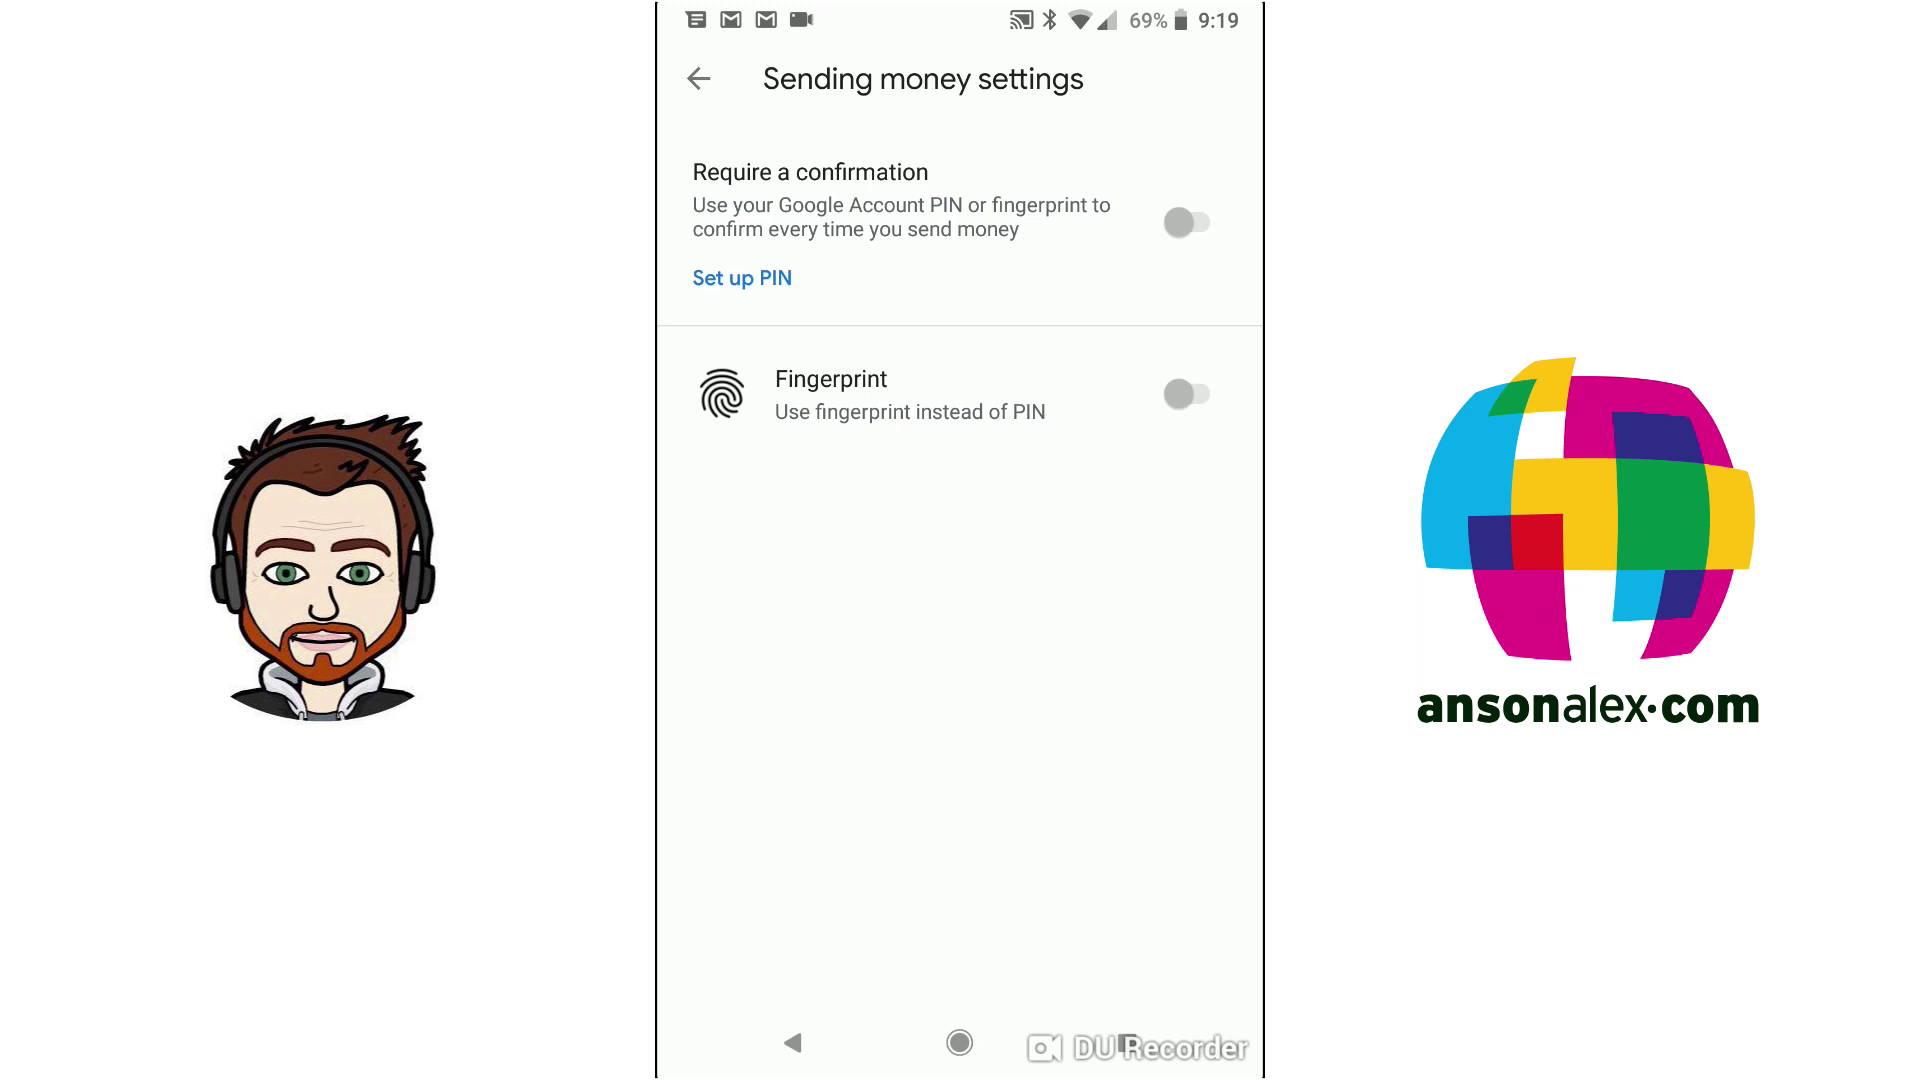 69% 9:19
Sending money settings
Require a confirmation
Use your Google Account PIN or fingerprint to
confirm every time you send money
Set up PIN
Fingerprint
Use fingerprint instead of PIN
ansonalex.com
DU Recorder